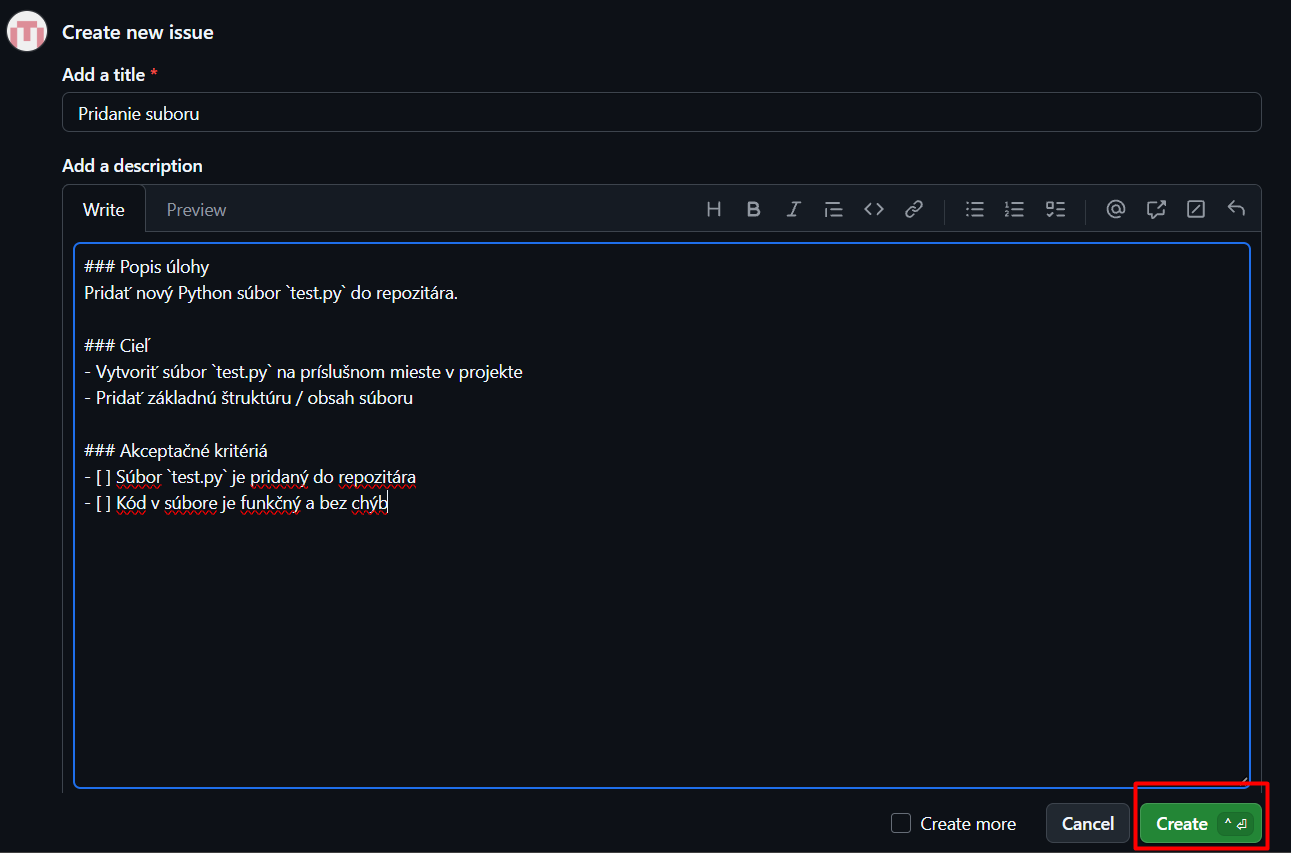 Create new issue
Add a title *
Pridanie suboru
Add a description
Write Preview
### Popis úlohy
Pridať nový Python súbor `test.py` do repozitára.
### Cieľ
- Vytvoriť súbor `test.py` na príslušnom mieste v projekte
- Pridať základnú štruktúru / obsah súboru
### Akceptačné kritériá
- [ ] Súbor `test.py` je pridaný do repozitára
- [ ] Kód v súbore je funkčný a bez chýb
Create more Cancel Create